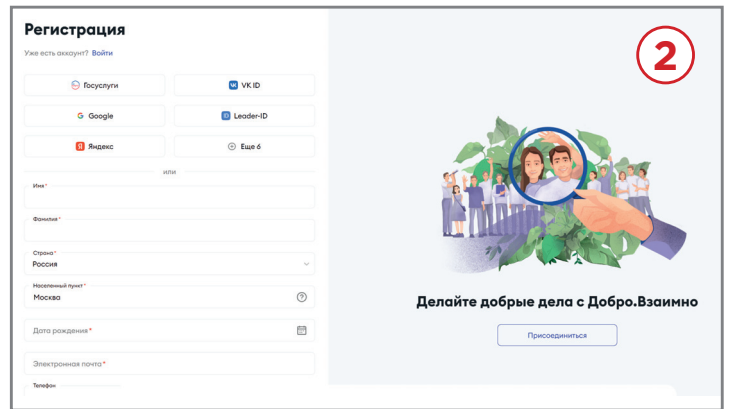 Регистрация
Уже есть аккаунт? Войти
Госуслуги
VK ID
Google
Leader-ID
Яндекс
Еще 6
или
Имя*
Фамилия*
Страна*
Россия
Населенный пункт*
Москва
Дата рождения*
Электронная почта*
Телефон
2
Делайте добрые дела с Добро.Взаимно
Присоединиться